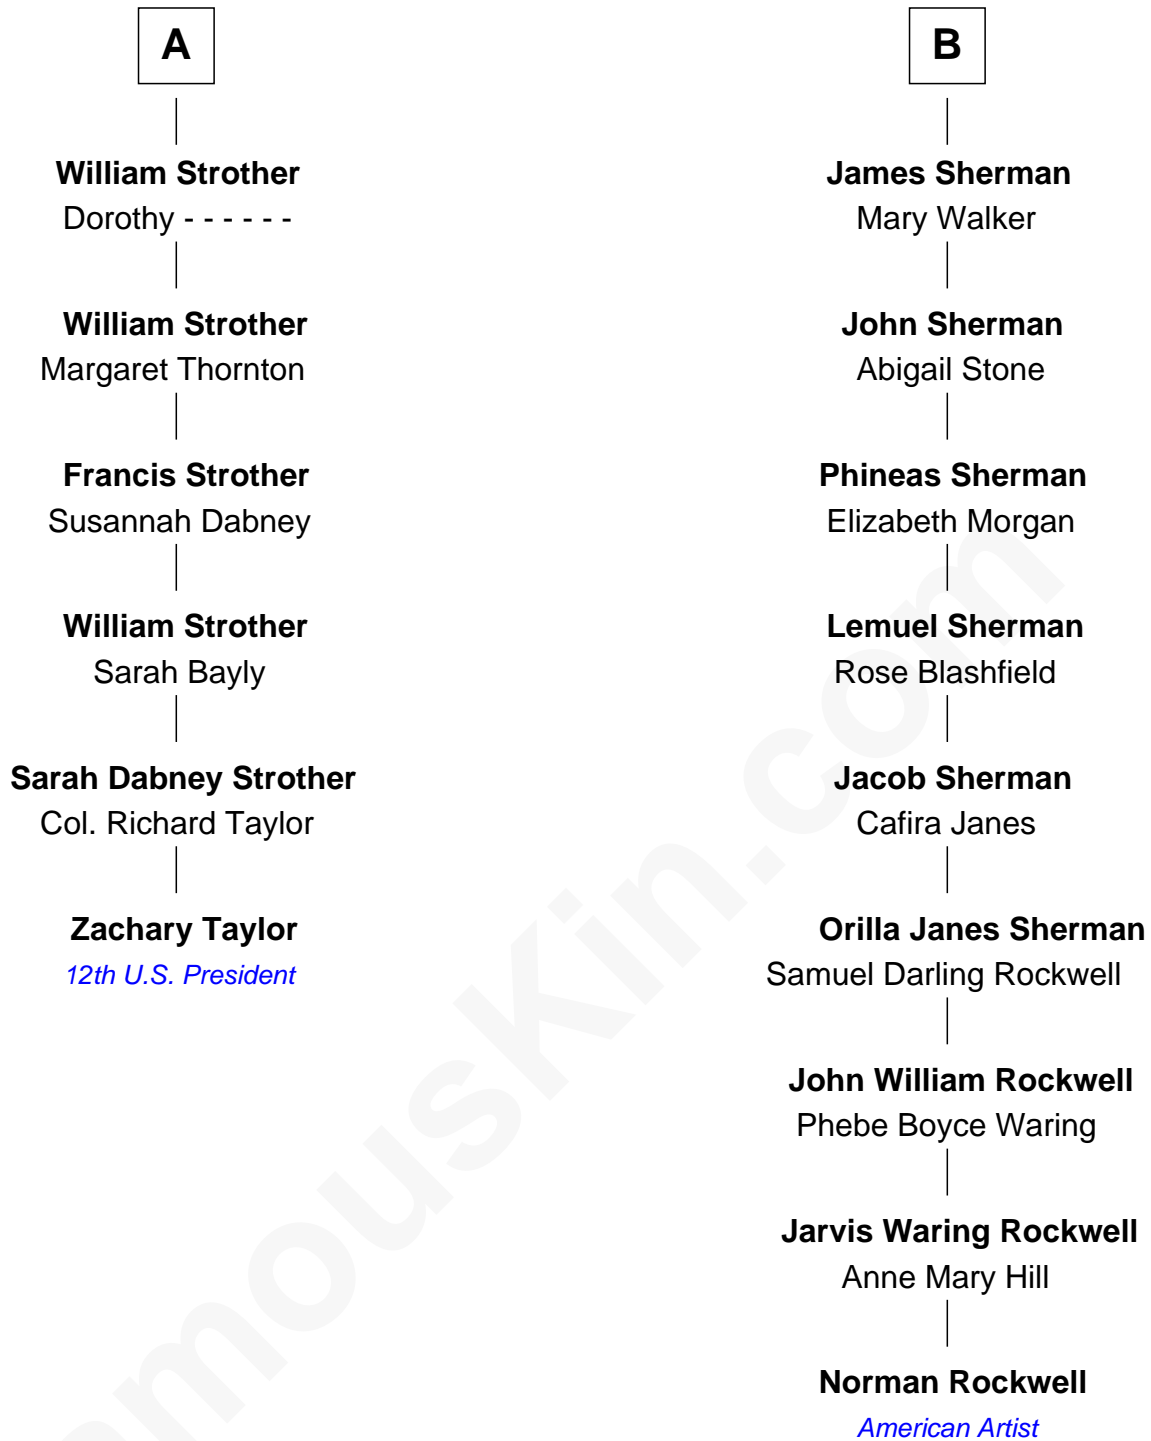 A
William Strother
Dorothy - - - - - -
William Strother
Margaret Thornton
Francis Strother
Susannah Dabney
William Strother
Sarah Bayly
Sarah Dabney Strother
Col. Richard Taylor
Zachary Taylor
12th U.S. President
B
James Sherman
Mary Walker
John Sherman
Abigail Stone
Phineas Sherman
Elizabeth Morgan
Lemuel Sherman
Rose Blashfield
Jacob Sherman
Cafira Janes
Orilla Janes Sherman
Samuel Darling Rockwell
John William Rockwell
Phebe Boyce Waring
Jarvis Waring Rockwell
Anne Mary Hill
Norman Rockwell
American Artist
mouskin.com